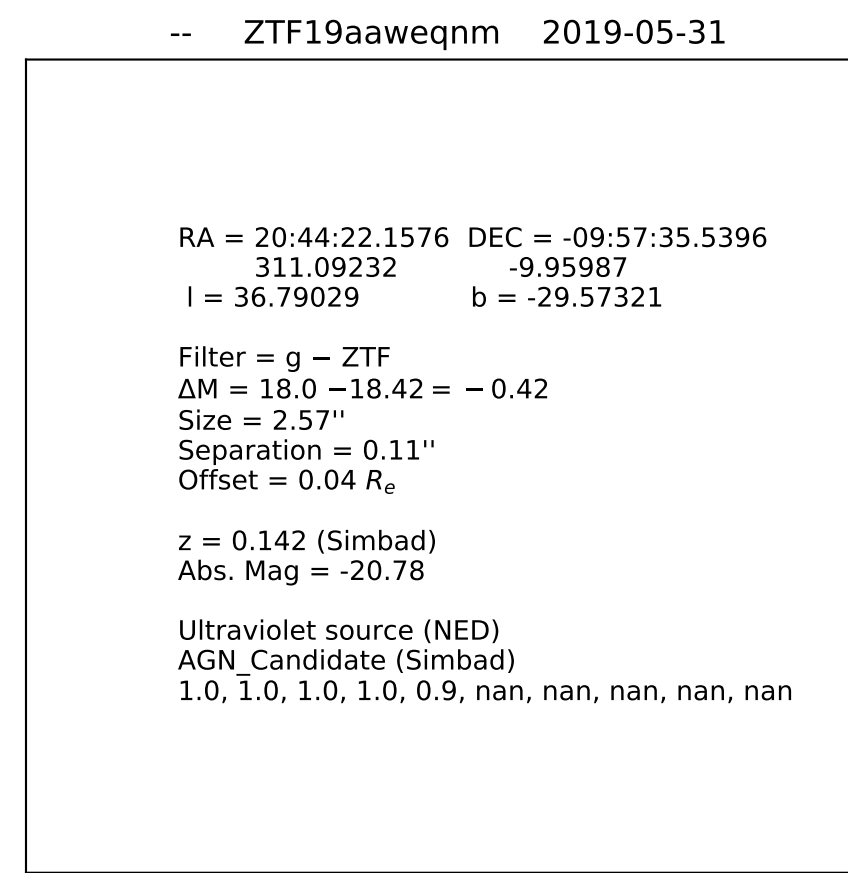 -- ZTF19aaweqnm 2019-05-31
RA = 20:44:22.1576 DEC = -09:57:35.5396
311.09232 -9.95987
l = 36.79029 b = -29.57321
Filter = g − ZTF
ΔM = 18.0 −18.42 = − 0.42
Size = 2.57''
Separation = 0.11''
Offset = 0.04 Re
z = 0.142 (Simbad)
Abs. Mag = -20.78
Ultraviolet source (NED)
AGN_Candidate (Simbad)
1.0, 1.0, 1.0, 1.0, 0.9, nan, nan, nan, nan, nan